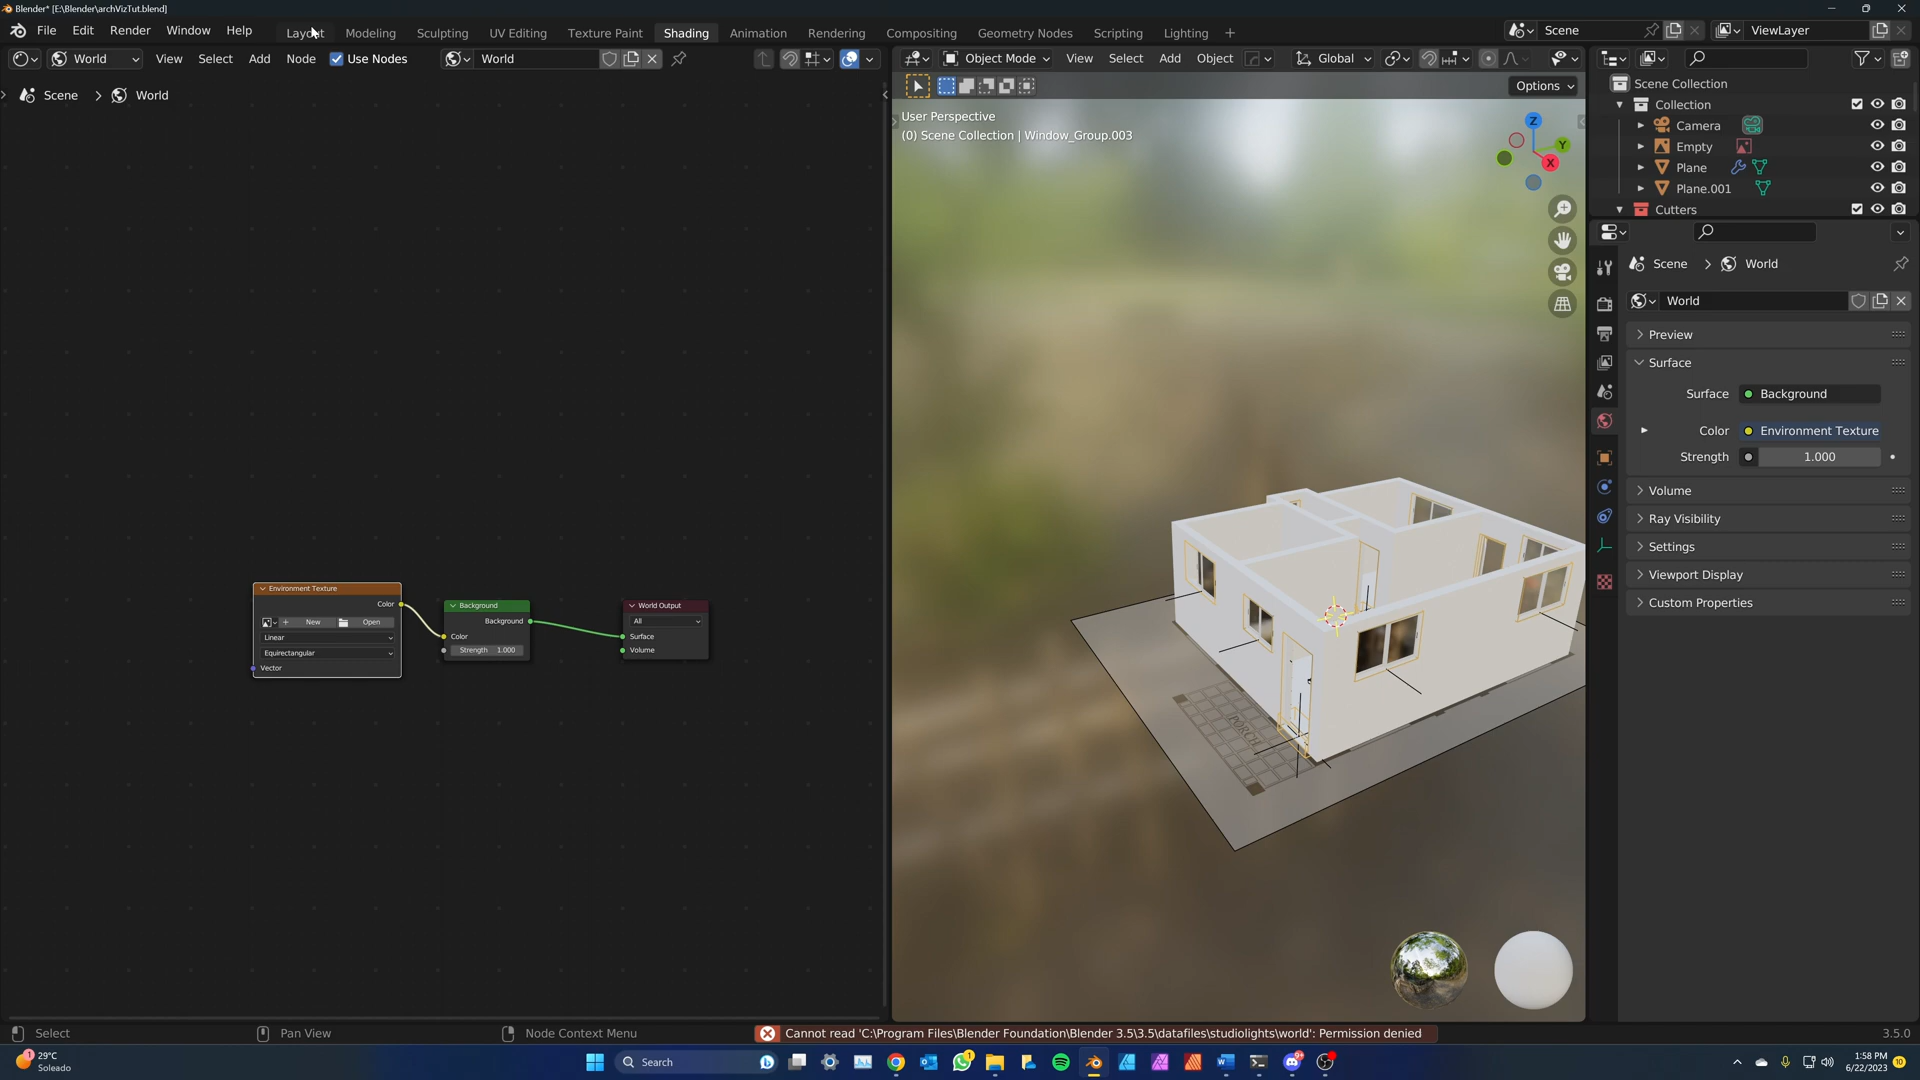 Blender* [E:\Blender\archVizTut.blend]
File Edit Render Window Help Layout Modeling Sculpting UV Editing Texture Paint Shading Animation Rendering Compositing Geometry Nodes Scripting Lighting + Scene ViewLayer
World View Select Add Node Use Nodes World
Object Mode View Select Add Object Global
Options
Scene > World
User Perspective
(0) Scene Collection | Window_Group.003
Z
Y
X
Scene Collection
Collection
Camera
Empty
Plane
Plane.001
Cutters
Scene > World
World
Preview
Surface
Surface Background
Color Environment Texture
Strength 1.000
Volume
Ray Visibility
Settings
Viewport Display
Custom Properties
Environment Texture
Color
New Open
Linear
Equirectangular
Vector
Background
Background
Color
Strength 1.000
World Output
All
Surface
Volume
PORCH
Select Pan View Node Context Menu Cannot read 'C:\Program Files\Blender Foundation\Blender 3.5\3.5\datafiles\studiolights\world': Permission denied 3.5.0
1
29°C
Soleado
Search
1
9+
1:58 PM
6/22/2023
10